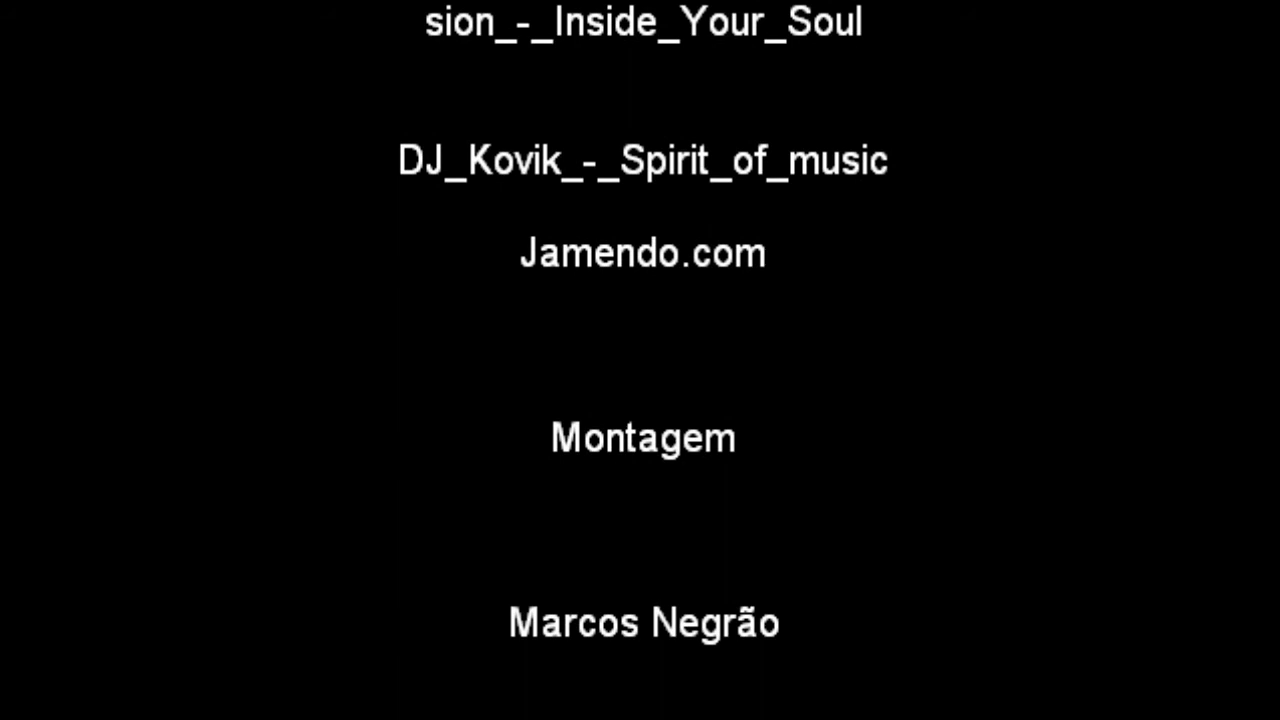 sion_-_Inside_Your_Soul
DJ_Kovik_-_Spirit_of_music
Jamendo.com
Montagem
Marcos Negrão